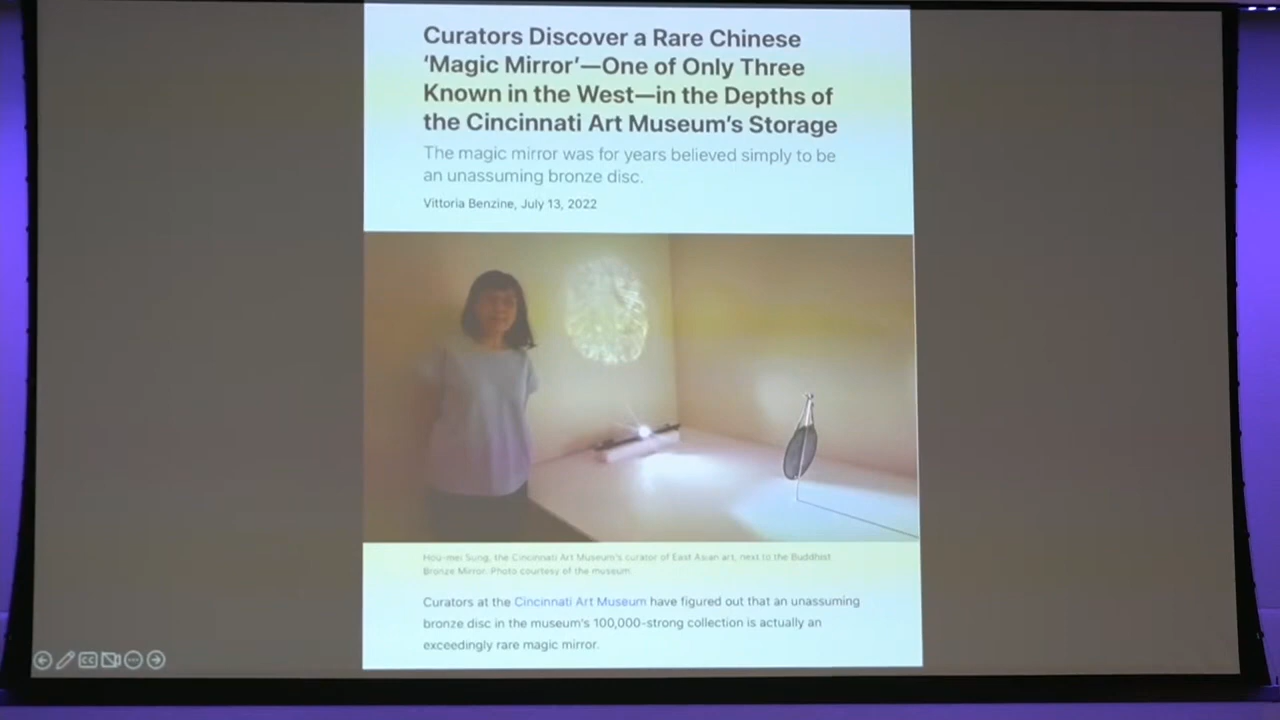 Curators Discover a Rare Chinese
‘Magic Mirror’—One of Only Three
Known in the West—in the Depths of
the Cincinnati Art Museum’s Storage
The magic mirror was for years believed simply to be
an unassuming bronze disc.
Vittoria Benzine, July 13, 2022
Hou-mei Sung, the Cincinnati Art Museum's curator of East Asian art, next to the Buddhist
Bronze Mirror. Photo courtesy of the museum.
Curators at the Cincinnati Art Museum have figured out that an unassuming
bronze disc in the museum’s 100,000-strong collection is actually an
exceedingly rare magic mirror.
CC